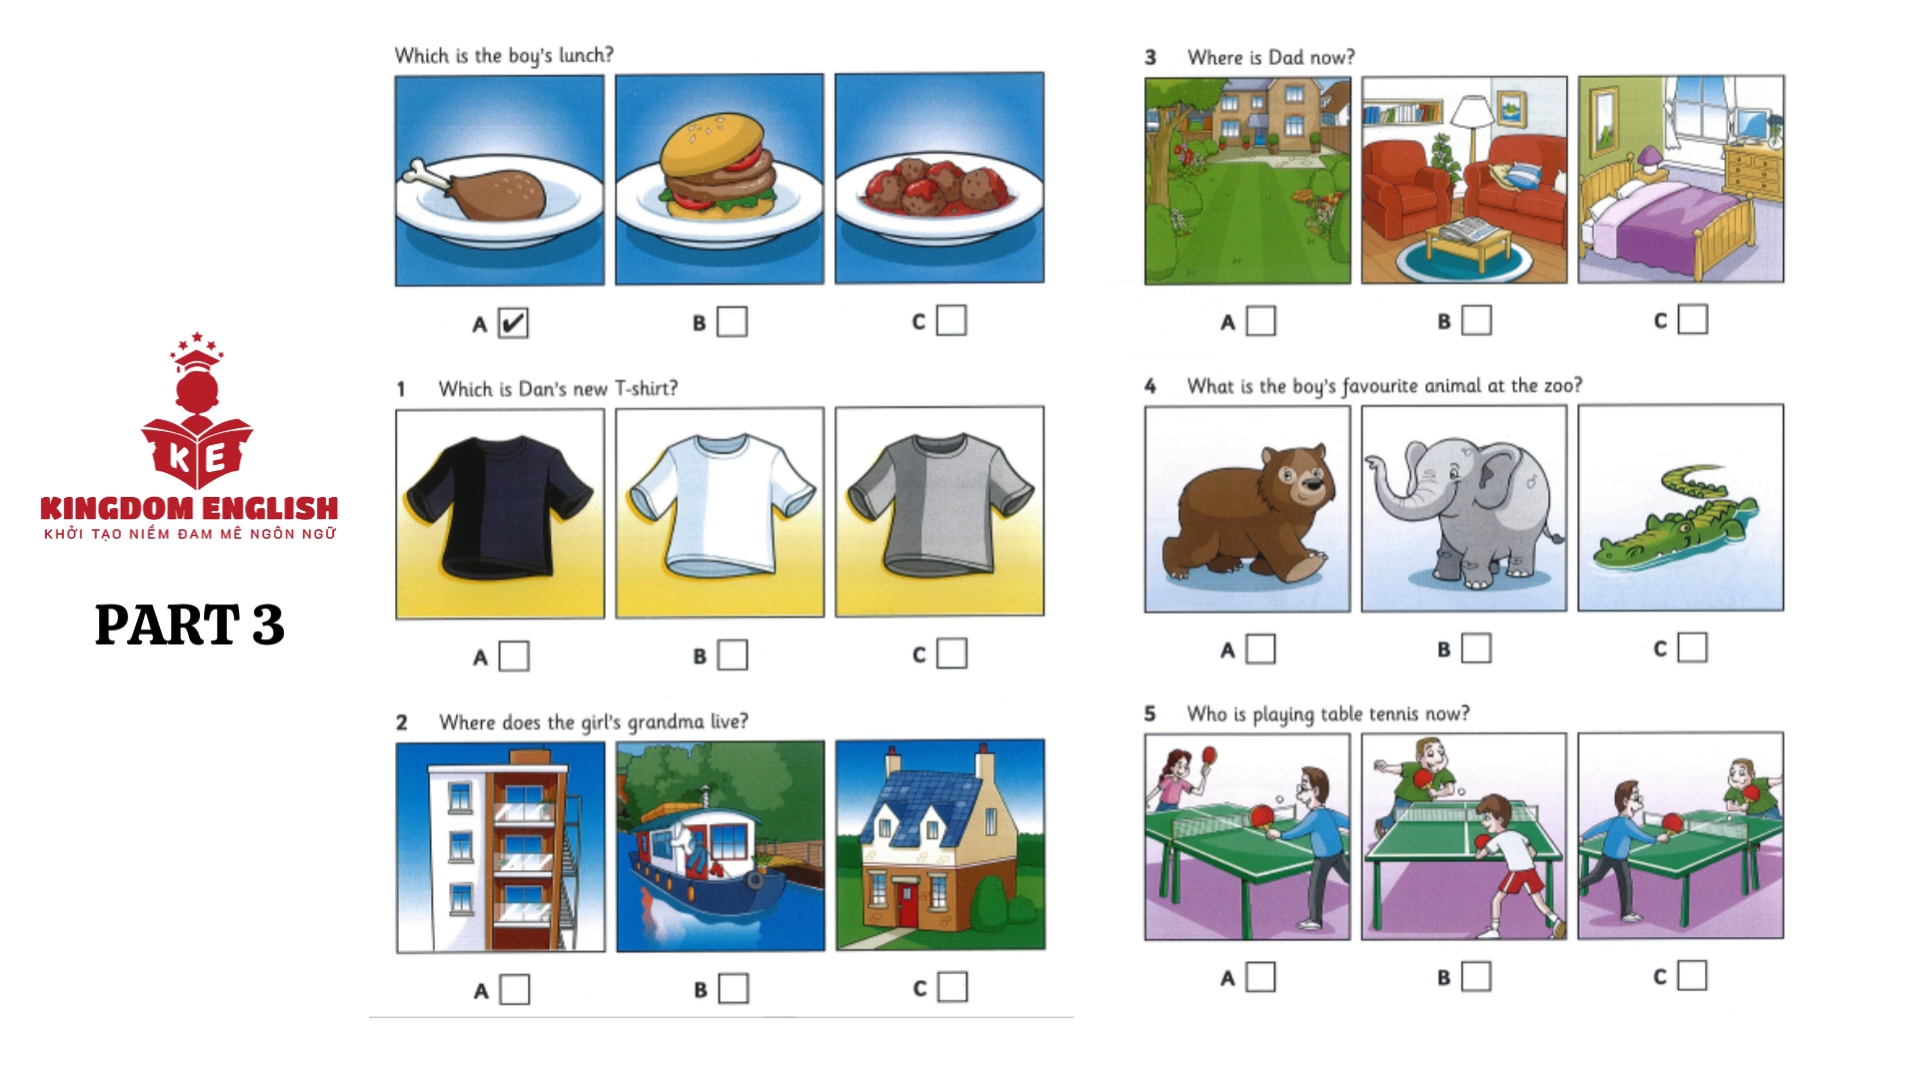 KE
KINGDOM ENGLISH
KHỞI TẠO NIỀM ĐAM MÊ NGÔN NGỮ
PART 3
Which is the boy's lunch?
A ✔ B C
1 Which is Dan's new T-shirt?
A B C
2 Where does the girl's grandma live?
A B C
3 Where is Dad now?
A B C
4 What is the boy's favourite animal at the zoo?
A B C
5 Who is playing table tennis now?
A B C